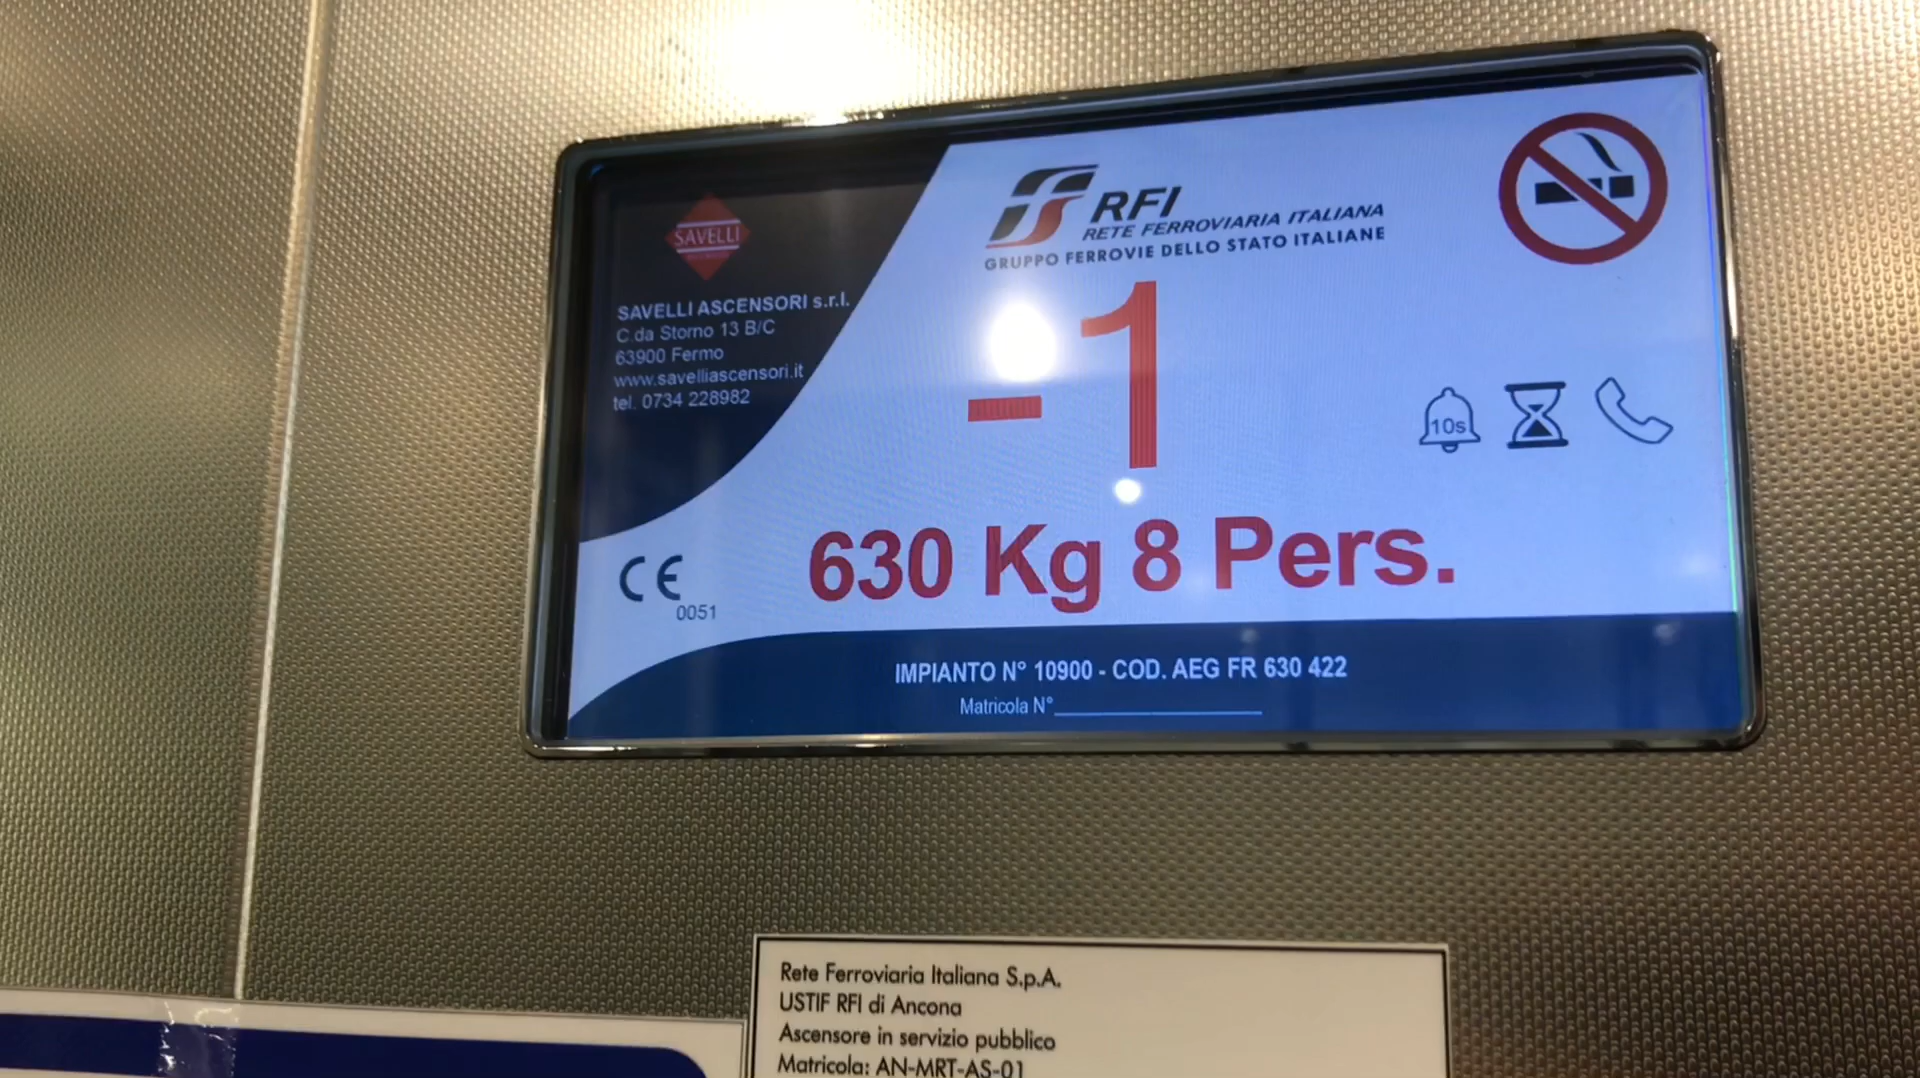 SAVELLI
SAVELLI ASCENSORI s.r.l.
C.da Storno 13 B/C
63900 Fermo
www.savelliascensori.it
tel. 0734 228982
RFI
RETE FERROVIARIA ITALIANA
GRUPPO FERROVIE DELLO STATO ITALIANE
-1
10s
630 Kg 8 Pers.
CE
0051
IMPIANTO N° 10900 - COD. AEG FR 630 422
Matricola N°
Rete Ferroviaria Italiana S.p.A.
USTIF RFI di Ancona
Ascensore in servizio pubblico
Matricola: AN-MRT-AS-01